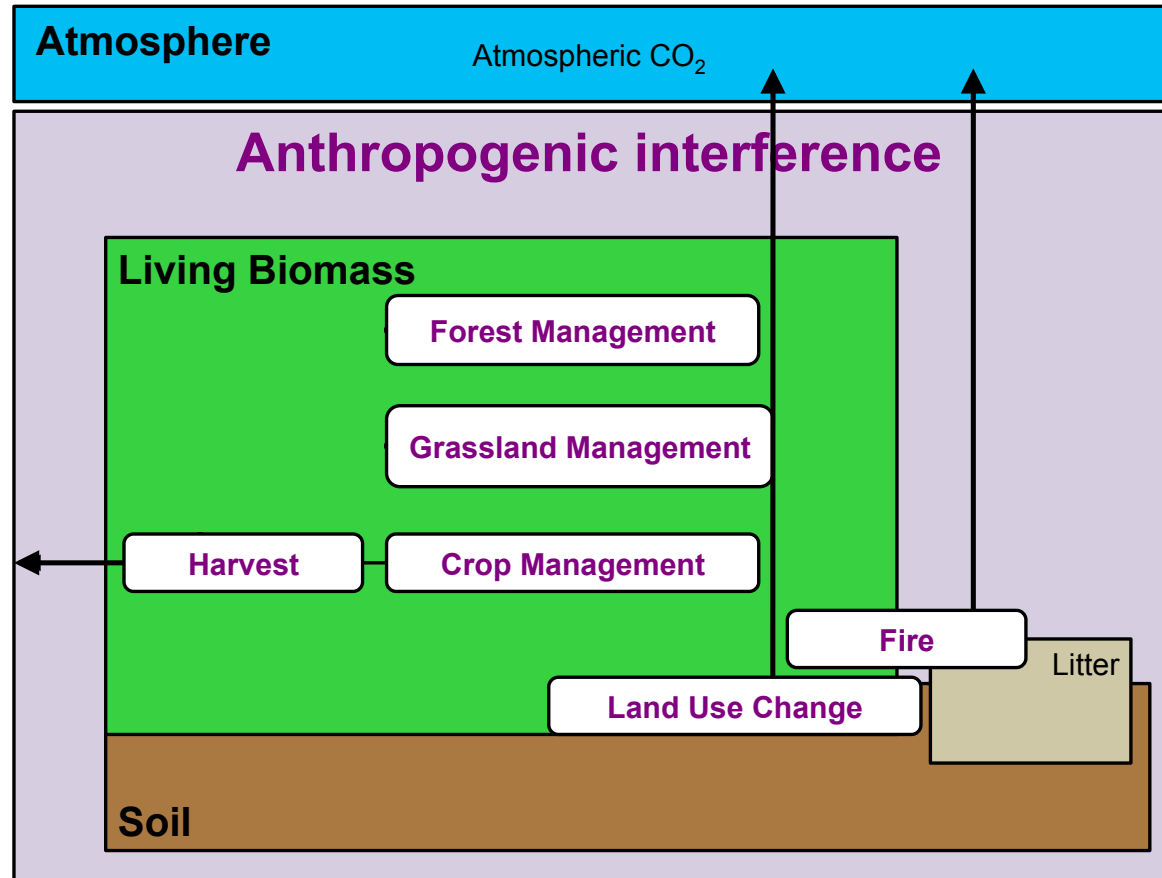 Atmosphere
Atmospheric CO₂
Anthropogenic interference
Living Biomass
Forest Management
Grassland Management
Harvest
Crop Management
Fire
Litter
Land Use Change
Soil